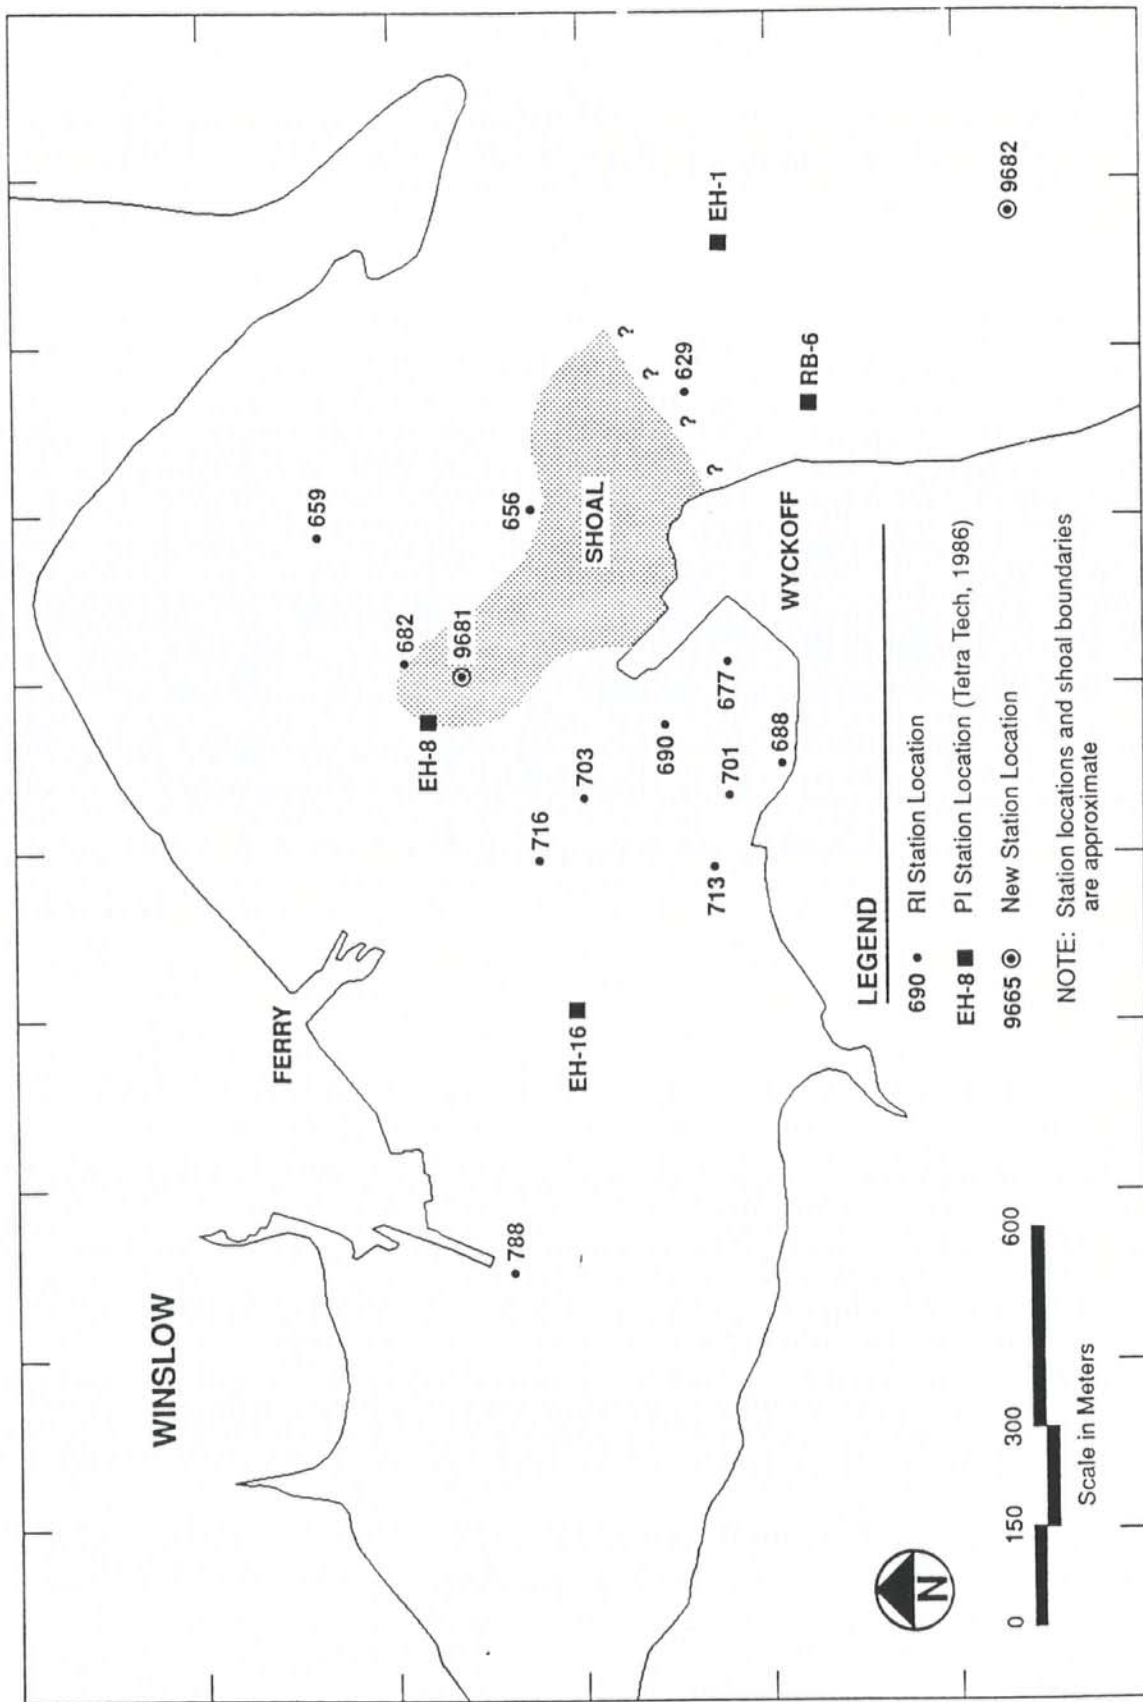 WINSLOW
FERRY
659
682
9681
EH-8
656
788
716
703
SHOAL
?
?
?
?
629
EH-16
690
677
EH-1
713
701
688
WYCKOFF
RB-6
9682
LEGEND
690 • RI Station Location
EH-8 ■ PI Station Location (Tetra Tech, 1986)
9665 ◉ New Station Location
NOTE: Station locations and shoal boundaries
are approximate
N
0 150 300 600
Scale in Meters